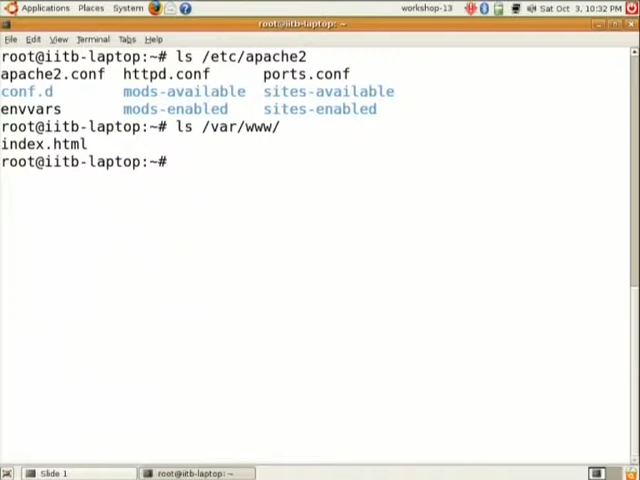 Applications Places System workshop-13 Sat Oct 3, 10:32 PM
root@iitb-laptop: ~
File Edit View Terminal Tabs Help
root@iitb-laptop:~# ls /etc/apache2
apache2.conf httpd.conf ports.conf
conf.d mods-available sites-available
envvars mods-enabled sites-enabled
root@iitb-laptop:~# ls /var/www/
index.html
root@iitb-laptop:~#
Slide 1 root@iitb-laptop: ~